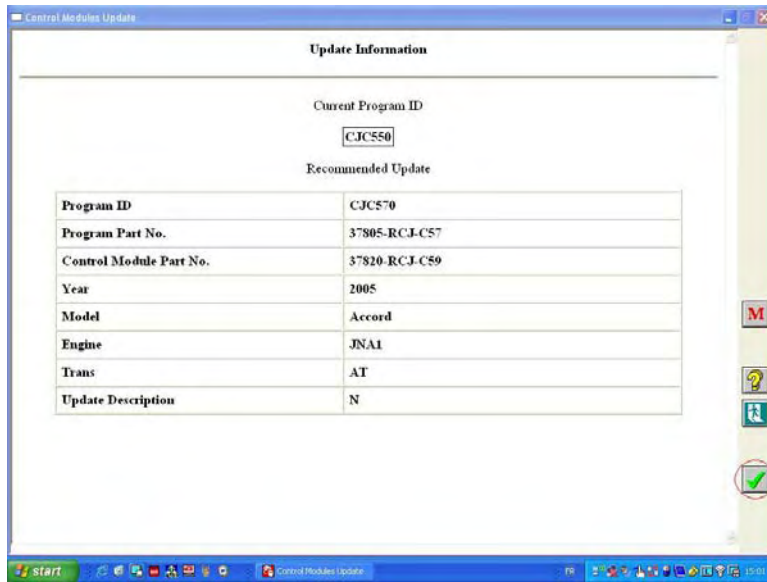 Control Modules Update
Update Information
Current Program ID
CJC550
Recommended Update
Program ID CJC570
Program Part No. 37805-RCJ-C57
Control Module Part No. 37820-RCJ-C59
Year 2005
Model Accord
Engine JNA1
Trans AT
Update Description N
M
?
start Control Modules Update FR 15:01